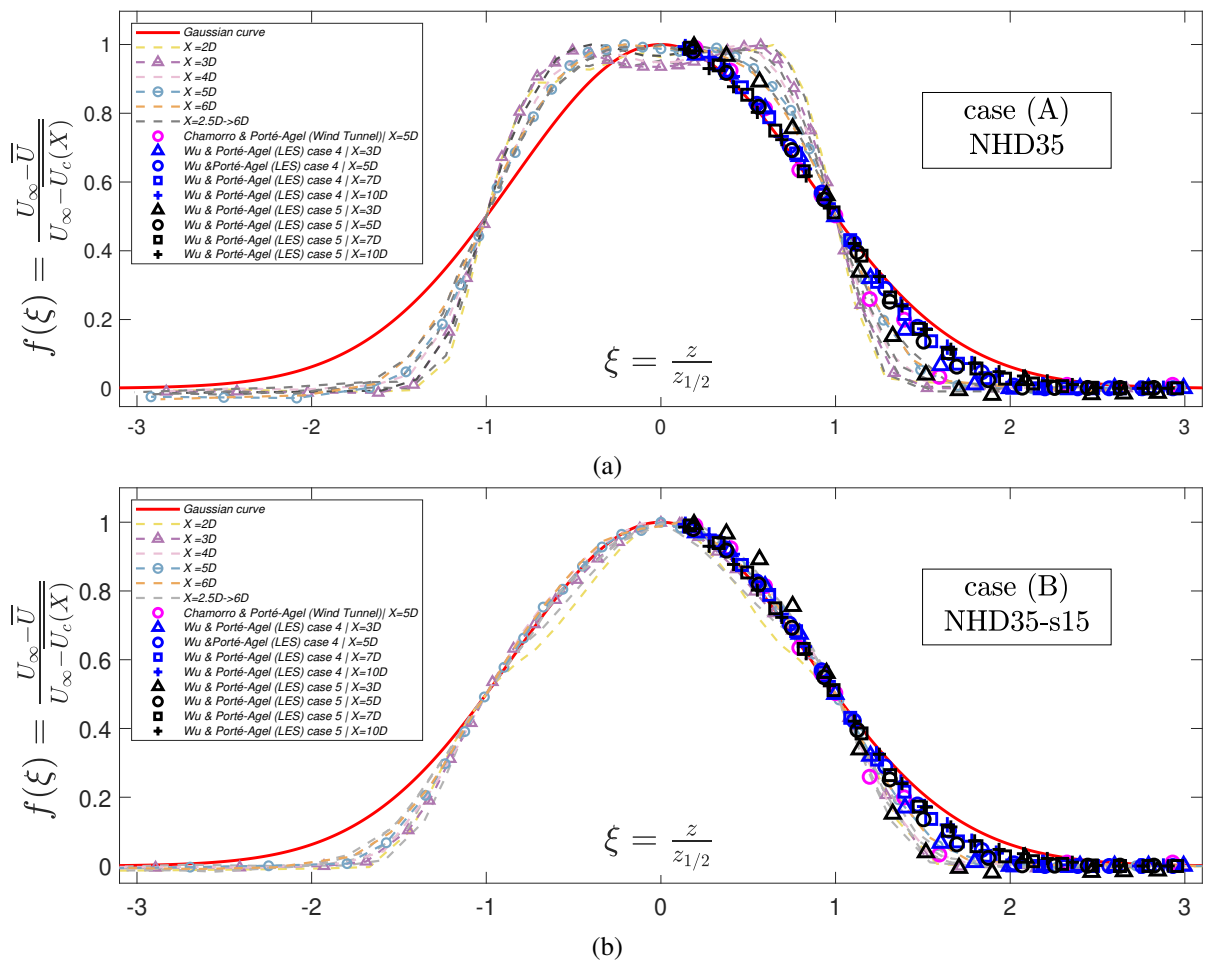 f(ξ) = (U∞−U̅)/(U∞−U̅c(X))
1
0.8
0.6
0.4
0.2
0
Gaussian curve
X =2D
X =3D
X =4D
X =5D
X =6D
X=2.5D->6D
Chamorro & Porté-Agel (Wind Tunnel)| X=5D
Wu & Porté-Agel (LES) case 4 | X=3D
Wu &Porté-Agel (LES) case 4 | X=5D
Wu & Porté-Agel (LES) case 4 | X=7D
Wu & Porté-Agel (LES) case 4 | X=10D
Wu & Porté-Agel (LES) case 5 | X=3D
Wu & Porté-Agel (LES) case 5 | X=5D
Wu & Porté-Agel (LES) case 5 | X=7D
Wu & Porté-Agel (LES) case 5 | X=10D
case (A)
NHD35
ξ = z/z1/2
-3 -2 -1 0 1 2 3
(a)
f(ξ) = (U∞−U̅)/(U∞−U̅c(X))
1
0.8
0.6
0.4
0.2
0
Gaussian curve
X =2D
X =3D
X =4D
X =5D
X =6D
X=2.5D->6D
Chamorro & Porté-Agel (Wind Tunnel)| X=5D
Wu & Porté-Agel (LES) case 4 | X=3D
Wu &Porté-Agel (LES) case 4 | X=5D
Wu & Porté-Agel (LES) case 4 | X=7D
Wu & Porté-Agel (LES) case 4 | X=10D
Wu & Porté-Agel (LES) case 5 | X=3D
Wu & Porté-Agel (LES) case 5 | X=5D
Wu & Porté-Agel (LES) case 5 | X=7D
Wu & Porté-Agel (LES) case 5 | X=10D
case (B)
NHD35-s15
ξ = z/z1/2
-3 -2 -1 0 1 2 3
(b)